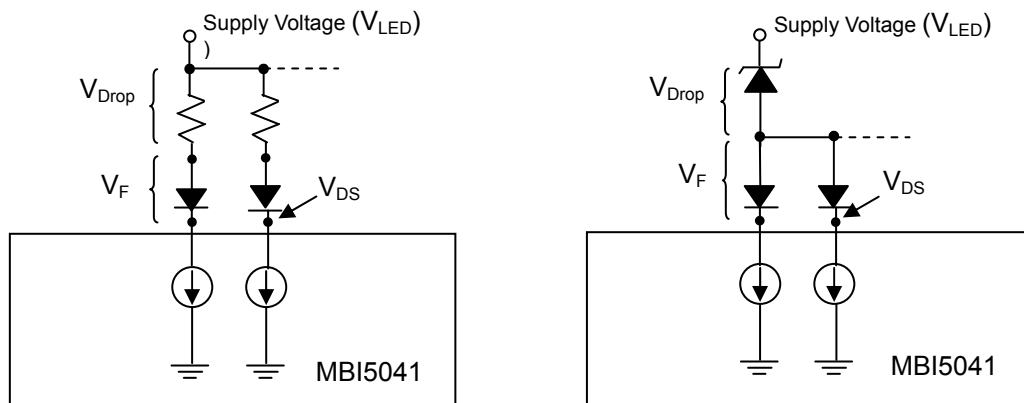 Supply Voltage (VLED)
)
VDrop
VF
VDS
MBI5041
Supply Voltage (VLED)
VDrop
VF
VDS
MBI5041